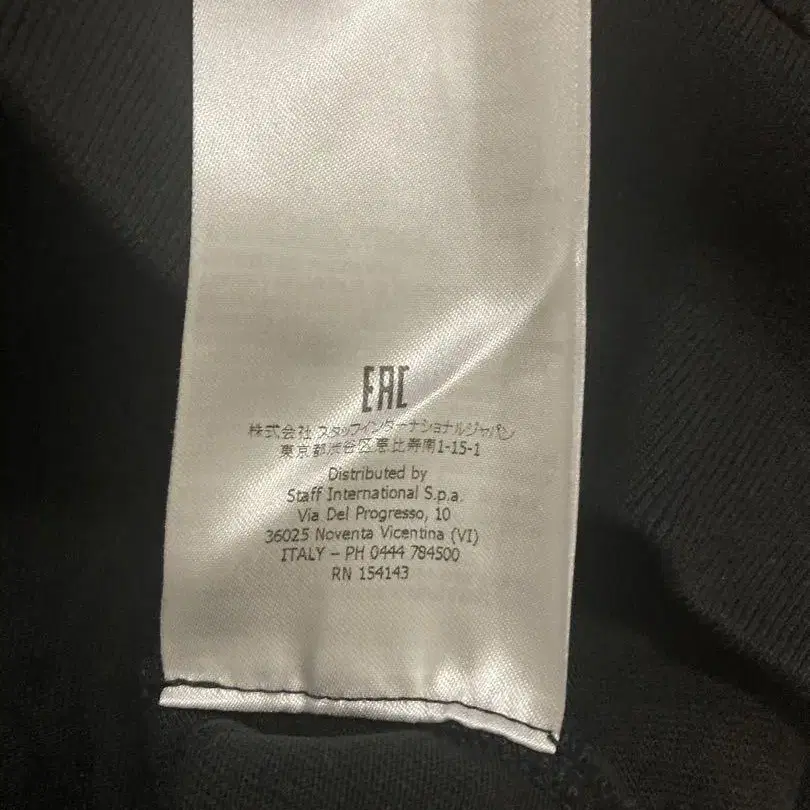 EAC
株式会社 スタッフインターナショナルジャパン
東京都渋谷区恵比寿南1-15-1
Distributed by
Staff International S.p.a.
Via Del Progresso, 10
36025 Noventa Vicentina (VI)
ITALY – PH 0444 784500
RN 154143